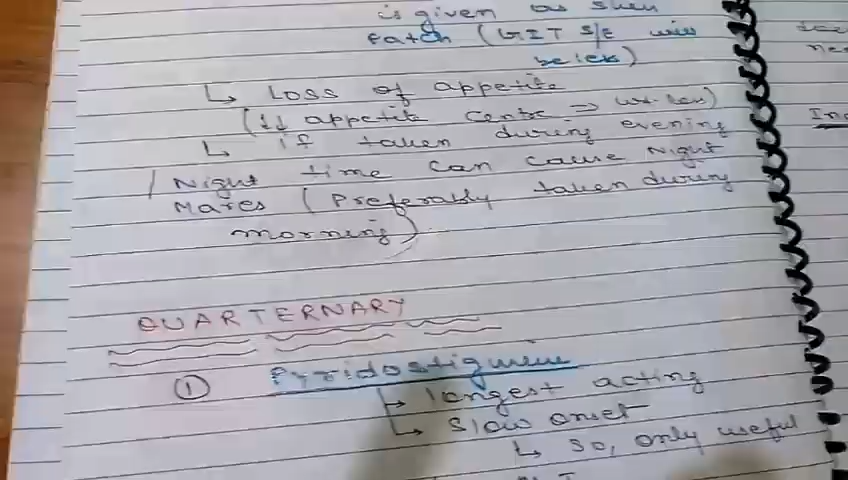 is given as skin
Patch (GIT S/E will
be less)
↳ Loss of appetite
(↓↓ appetite centre ⇒ wt. loss)
↳ if taken during evening
/ Night time can cause Night
Mares (Preferably taken during
morning)
QUARTERNARY
① Pyridostigmine
↳ longest acting
↳ slow onset
↳ so, only useful